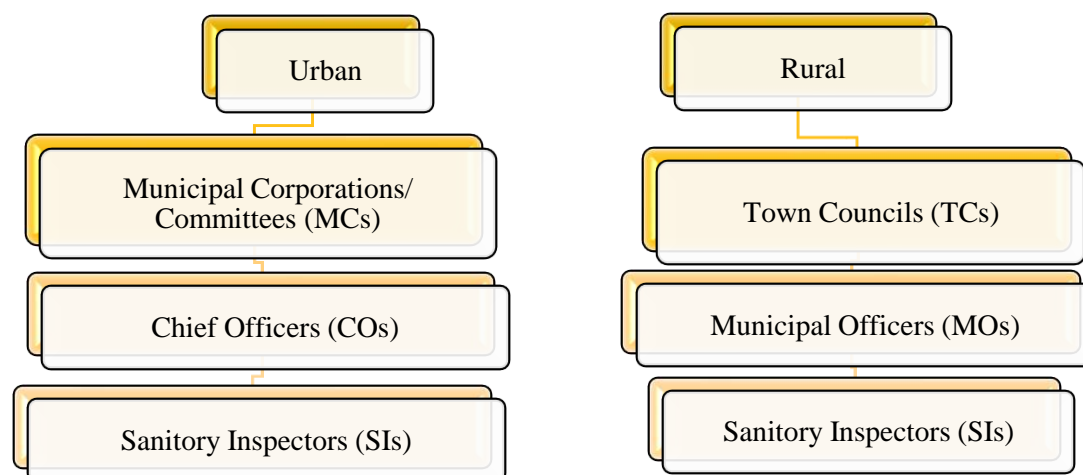 Urban
Municipal Corporations/
Committees (MCs)
Chief Officers (COs)
Sanitory Inspectors (SIs)
Rural
Town Councils (TCs)
Municipal Officers (MOs)
Sanitory Inspectors (SIs)